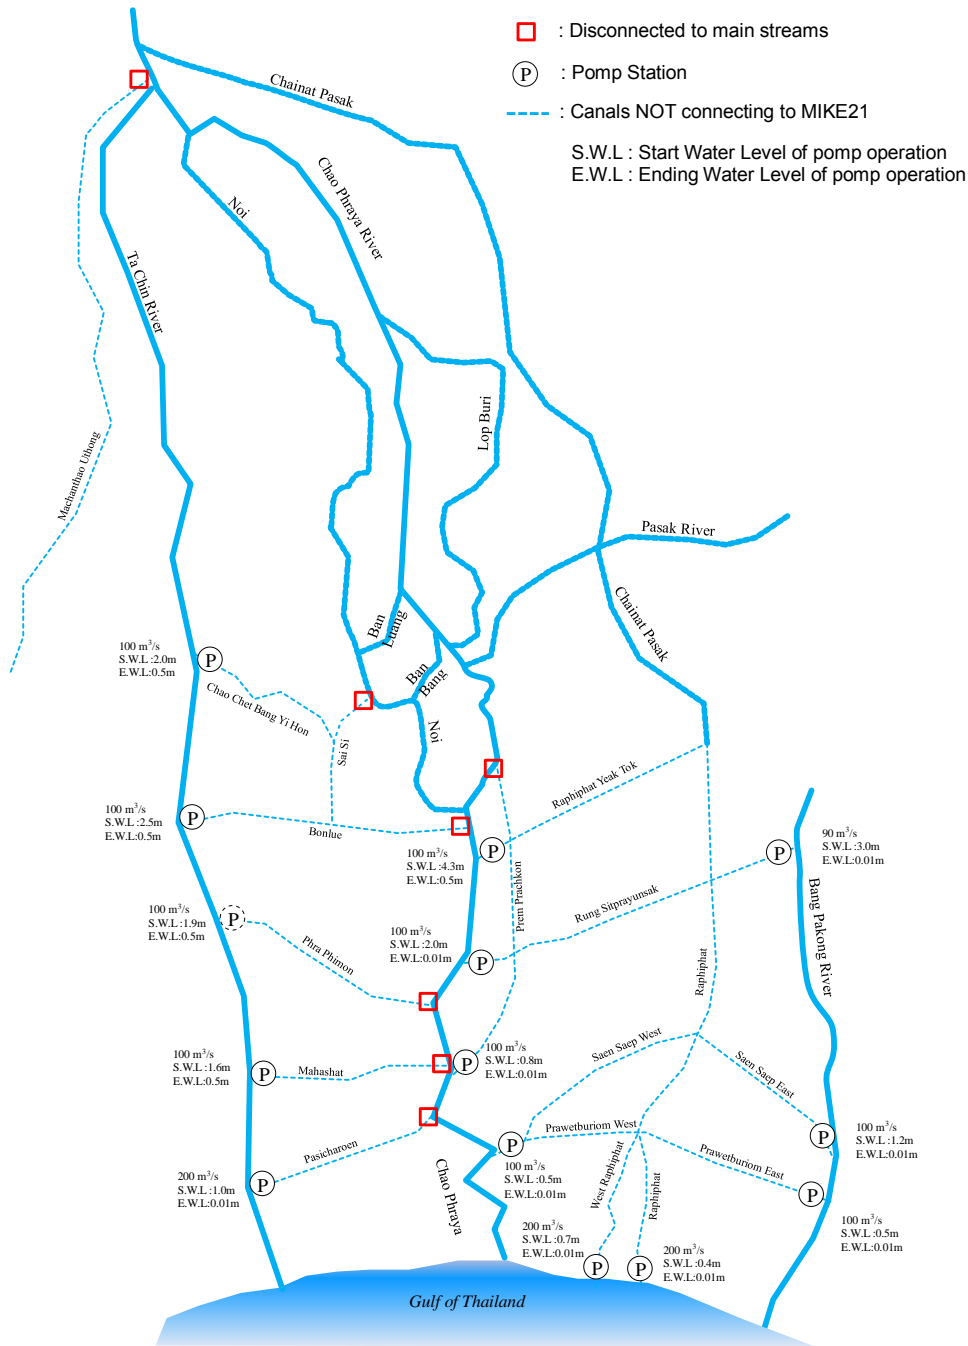 : Disconnected to main streams
P : Pomp Station
: Canals NOT connecting to MIKE21
S.W.L : Start Water Level of pomp operation
E.W.L : Ending Water Level of pomp operation
Chainat Pasak
Chao Phraya River
Noi
Ta Chin River
Lop Buri
Machanthao Uthong
Pasak River
Chainat Pasak
Ban
Luang
Ban
Bang
Noi
100 m³/s
S.W.L :2.0m
E.W.L:0.5m
P
Chao Chet Bang Yi Hon
Sai Si
100 m³/s
S.W.L :2.5m
E.W.L:0.5m
P
Bonlue
Raphiphat Yeak Tok
100 m³/s
S.W.L :4.3m
E.W.L:0.5m
P
Prem Prachkon
90 m³/s
S.W.L :3.0m
E.W.L:0.01m
P
Bang Pakong River
Rung Sitprayunsak
100 m³/s
S.W.L :1.9m
E.W.L:0.5m
P
Phra Phimon
100 m³/s
S.W.L :2.0m
E.W.L:0.01m
P
Raphiphat
100 m³/s
S.W.L :1.6m
E.W.L:0.5m
P
Mahashat
100 m³/s
S.W.L :0.8m
E.W.L:0.01m
P
Saen Saep West
Saen Saep East
100 m³/s
S.W.L :1.2m
E.W.L:0.01m
P
Pasicharoen
200 m³/s
S.W.L :1.0m
E.W.L:0.01m
P
Chao Phraya
P
100 m³/s
S.W.L :0.5m
E.W.L:0.01m
Prawetburiom West
Prawetburiom East
P
100 m³/s
S.W.L :0.5m
E.W.L:0.01m
West Raphiphat
Raphiphat
200 m³/s
S.W.L :0.7m
E.W.L:0.01m
P
P
200 m³/s
S.W.L :0.4m
E.W.L:0.01m
Gulf of Thailand